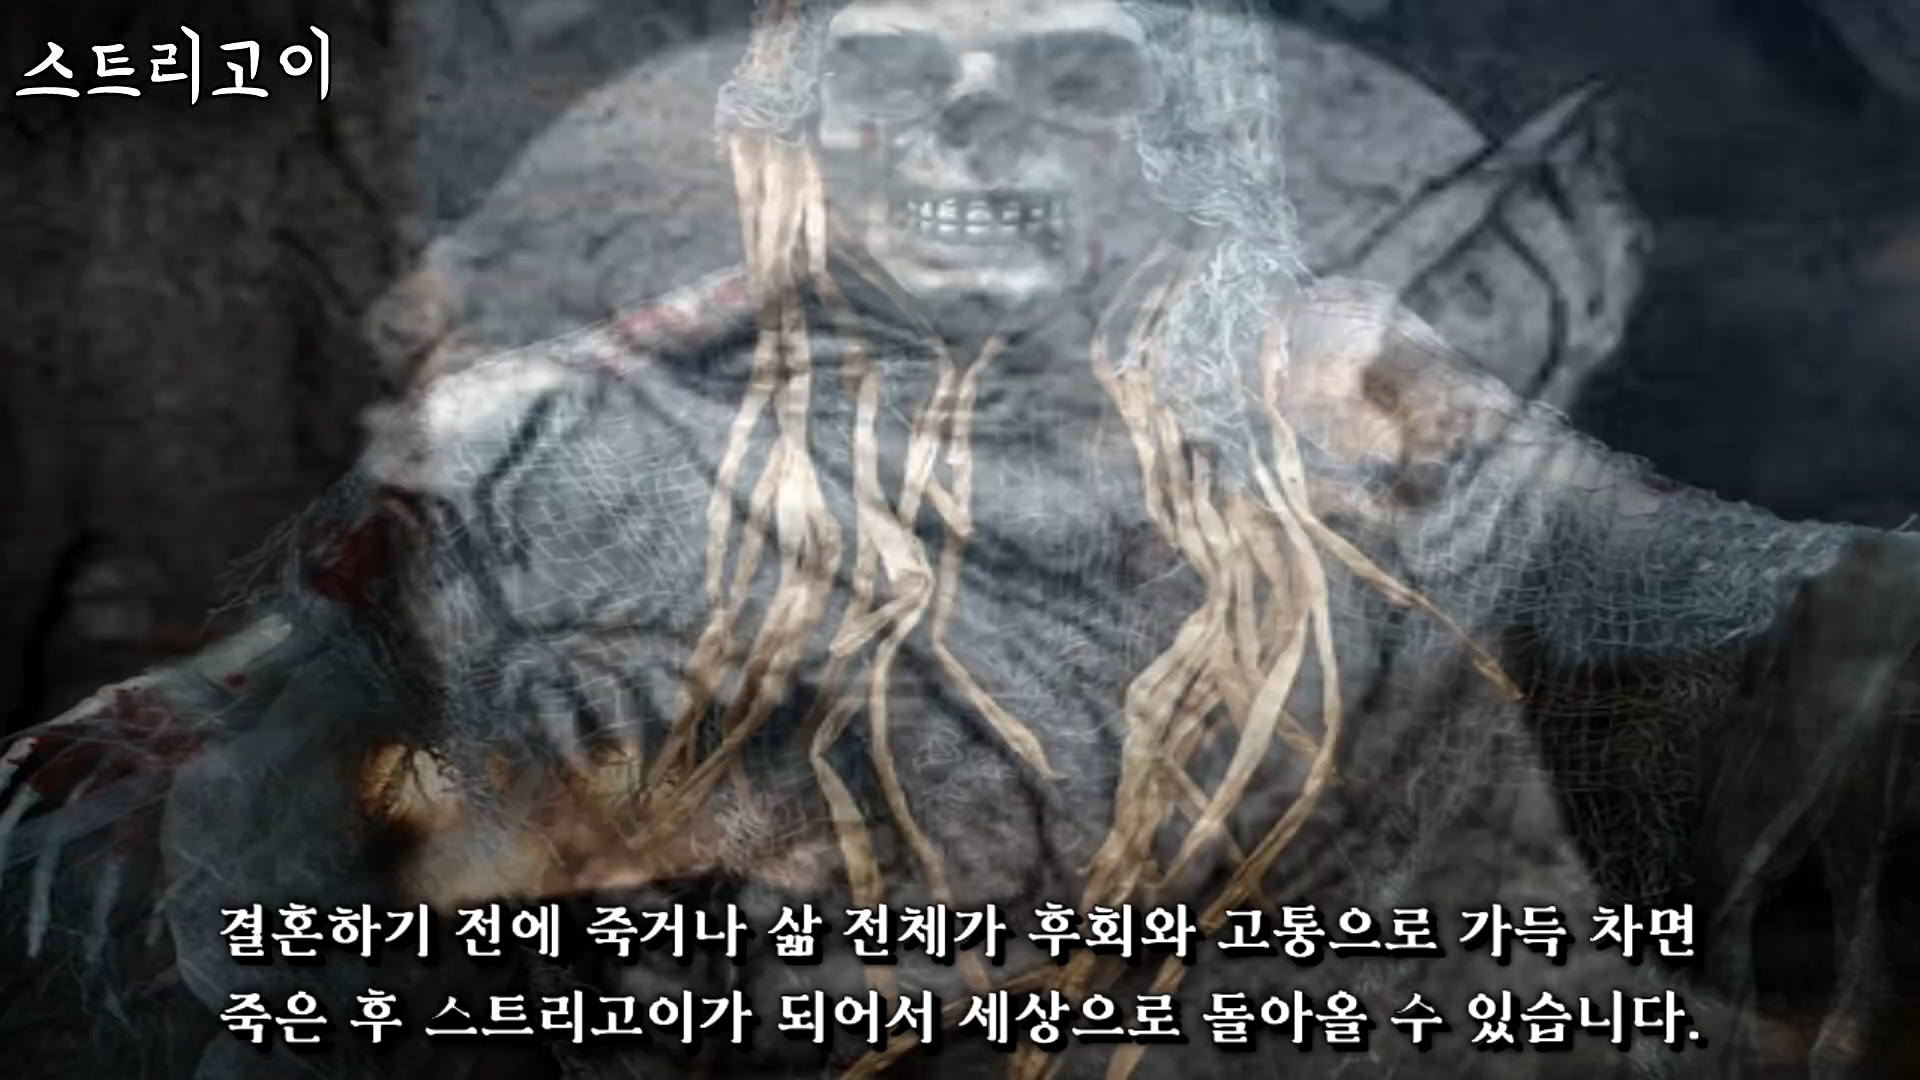 스트리고이
결혼하기 전에 죽거나 삶 전체가 후회와 고통으로 가득 차면
죽은 후 스트리고이가 되어서 세상으로 돌아올 수 있습니다.